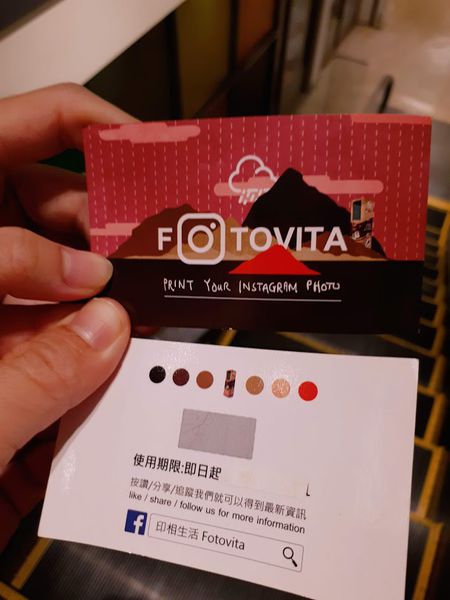 FOTOVITA
PRINT YOUR INSTAGRAM PHOTO
使用期限:即日起
按讚/分享/追蹤我們就可以得到最新資訊
like / share / follow us for more information
f 印相生活 Fotovita